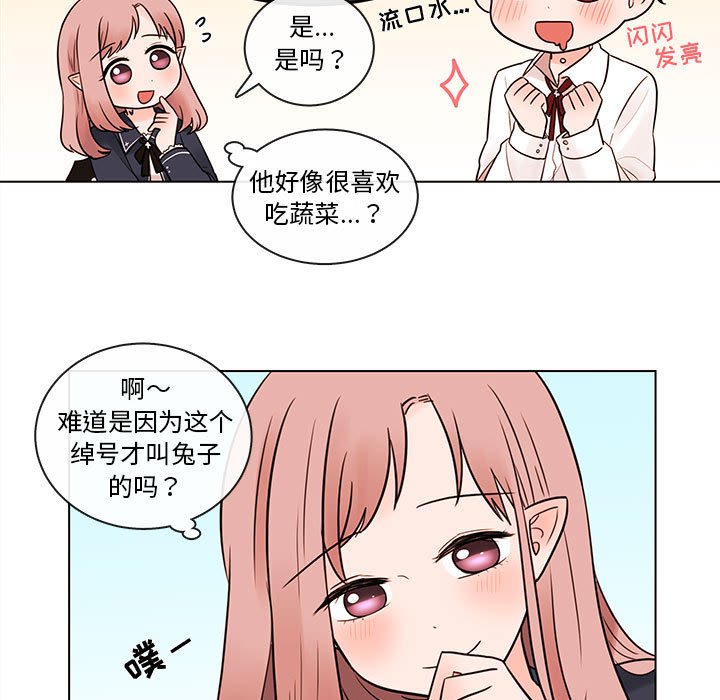 是...
是吗？
流口水...
闪闪
发亮
他好像很喜欢
吃蔬菜...？
啊～
难道是因为这个
绰号才叫兔子
的吗？
噗一